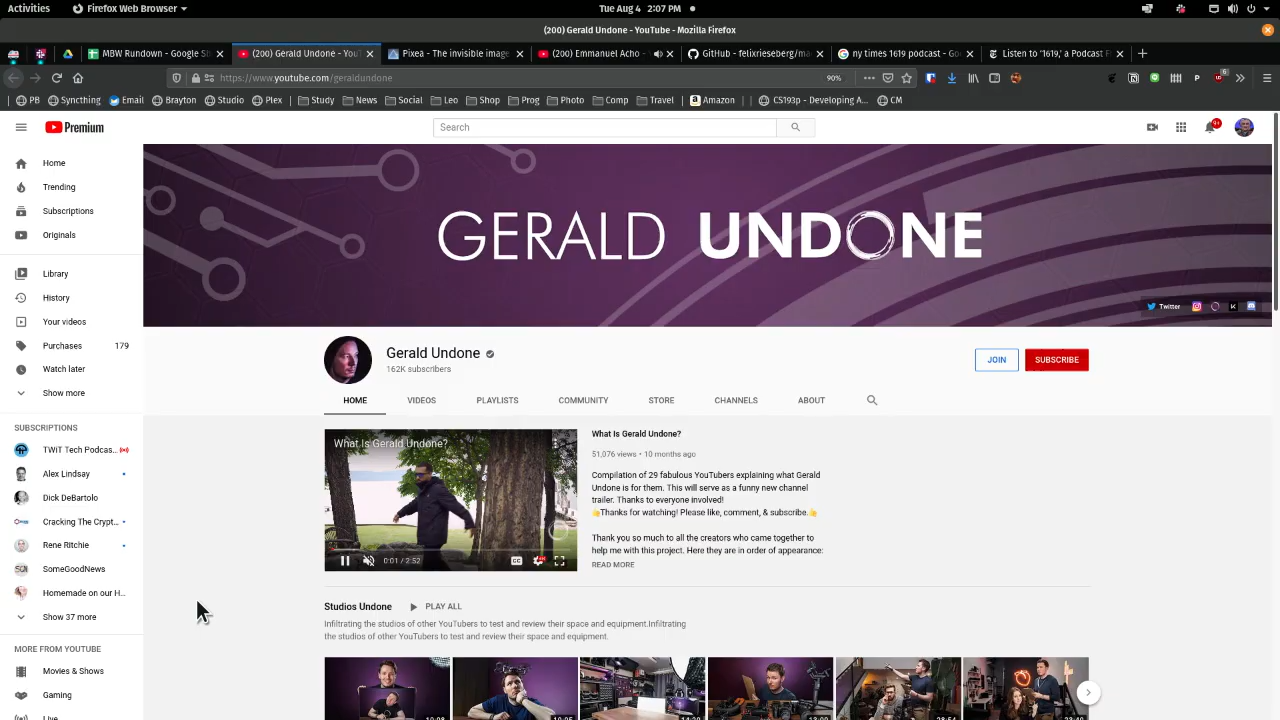 Activities
Firefox Web Browser
Tue Aug 4 2:07 PM
(200) Gerald Undone - YouTube - Mozilla Firefox
MBW Rundown - Google Sh
(200) Gerald Undone - YouT
Pixea - The invisible image
(200) Emmanuel Acho - you
GitHub - felixrieseberg/ma
ny times 1619 podcast - Go
Listen to '1619,' a Podcast F
https://www.youtube.com/geraldundone
90%
6
PB
Syncthing
Email
Brayton
Studio
Plex
Study
News
Social
Leo
Shop
Prog
Photo
Comp
Travel
Amazon
CS193p - Developing A...
CM
Premium
Search
9+
Home
Trending
Subscriptions
Originals
Library
History
Your videos
Purchases 179
Watch later
Show more
SUBSCRIPTIONS
TWiT Tech Podcas...
Alex Lindsay
Dick DeBartolo
Cracking The Crypt...
Rene Ritchie
SomeGoodNews
Homemade on our H...
Show 37 more
MORE FROM YOUTUBE
Movies & Shows
Gaming
Live
GERALD UNDONE
Twitter
Gerald Undone
162K subscribers
JOIN
SUBSCRIBE
HOME
VIDEOS
PLAYLISTS
COMMUNITY
STORE
CHANNELS
ABOUT
What Is Gerald Undone?
0:01 / 2:52
CC
What Is Gerald Undone?
51,076 views • 10 months ago
Compilation of 29 fabulous YouTubers explaining what Gerald
Undone is for them. This will serve as a funny new channel
trailer. Thanks to everyone involved!
👈Thanks for watching! Please like, comment, & subscribe.👈
Thank you so much to all the creators who came together to
help me with this project. Here they are in order of appearance:
READ MORE
Studios Undone
PLAY ALL
Infiltrating the studios of other YouTubers to test and review their space and equipment.Infiltrating
the studios of other YouTubers to test and review their space and equipment.